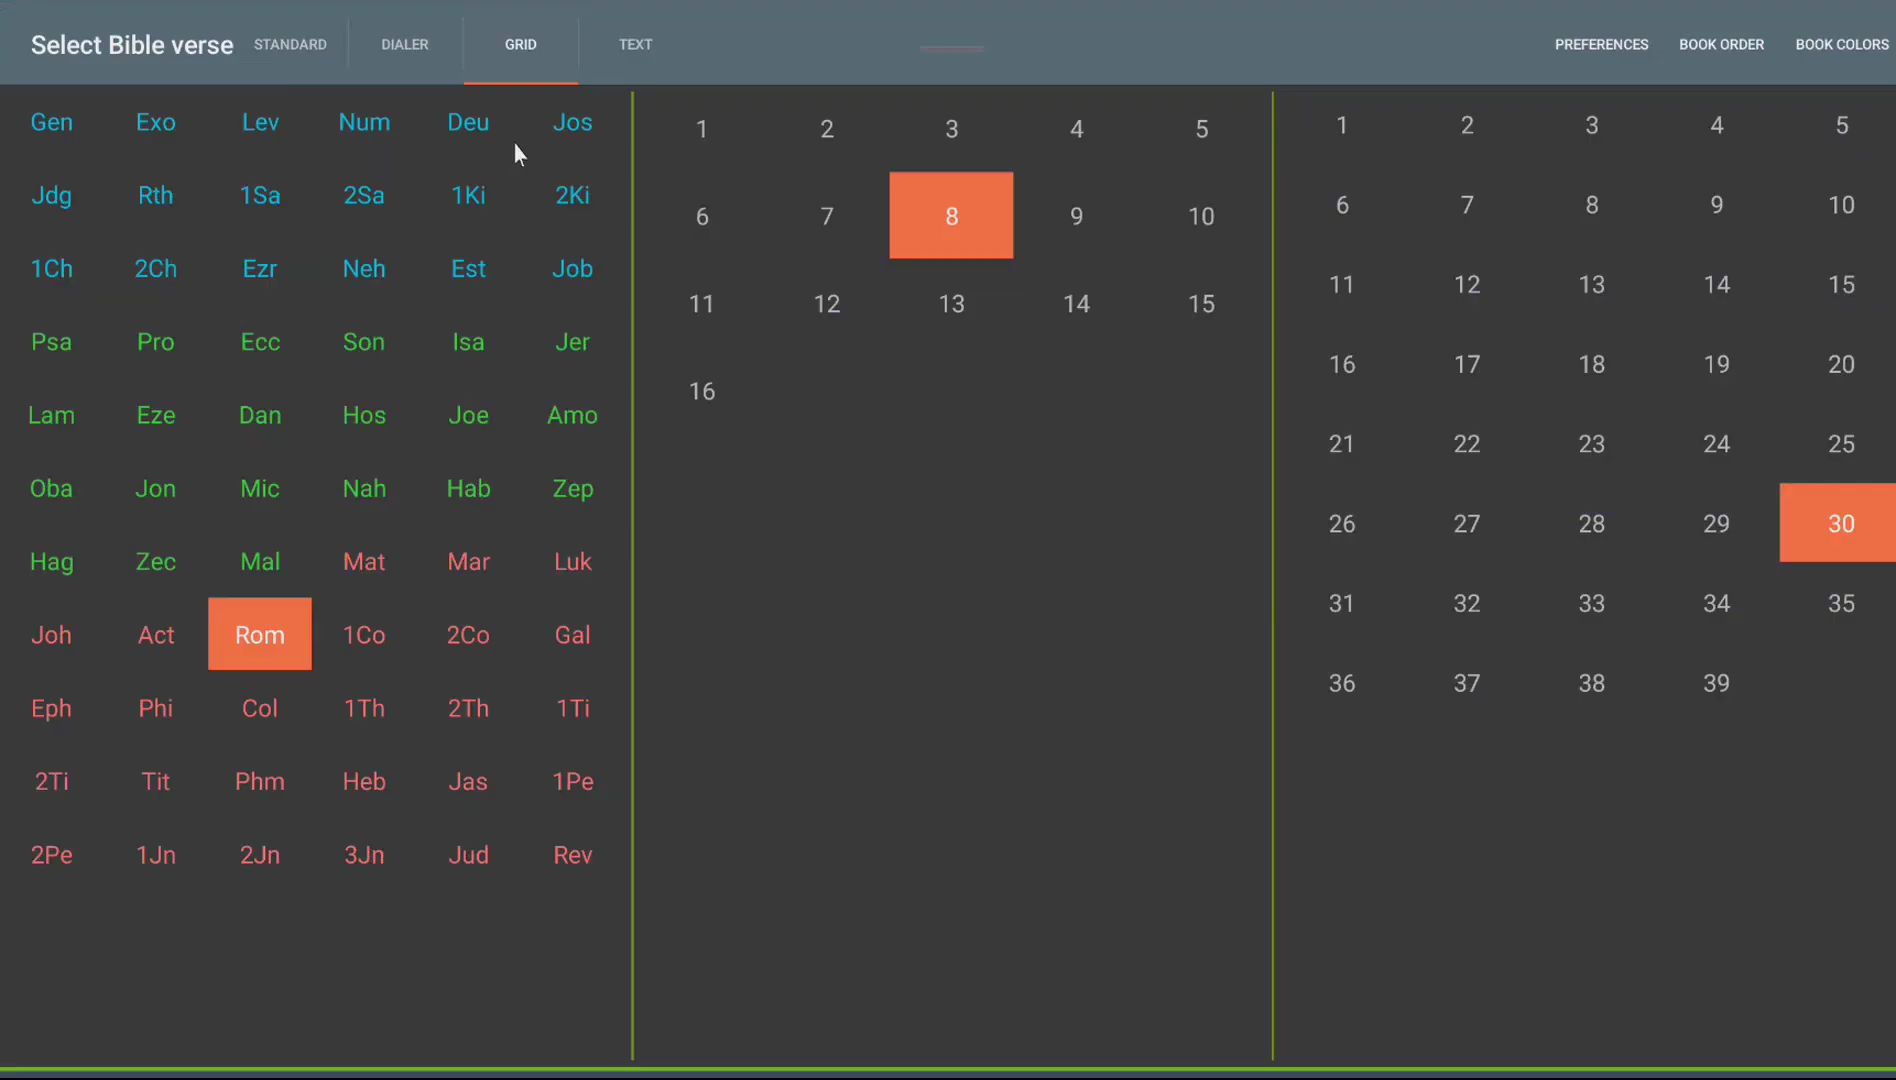 Select Bible verse STANDARD DIALER GRID TEXT PREFERENCES BOOK ORDER BOOK COLORS
Gen Exo Lev Num Deu Jos
Jdg Rth 1Sa 2Sa 1Ki 2Ki
1Ch 2Ch Ezr Neh Est Job
Psa Pro Ecc Son Isa Jer
Lam Eze Dan Hos Joe Amo
Oba Jon Mic Nah Hab Zep
Hag Zec Mal Mat Mar Luk
Joh Act Rom 1Co 2Co Gal
Eph Phi Col 1Th 2Th 1Ti
2Ti Tit Phm Heb Jas 1Pe
2Pe 1Jn 2Jn 3Jn Jud Rev
1 2 3 4 5
6 7 8 9 10
11 12 13 14 15
16
1 2 3 4 5
6 7 8 9 10
11 12 13 14 15
16 17 18 19 20
21 22 23 24 25
26 27 28 29 30
31 32 33 34 35
36 37 38 39